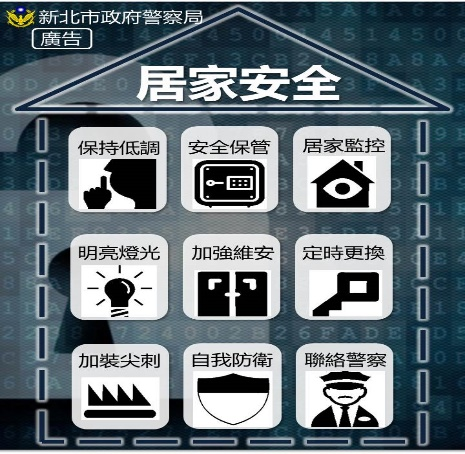 新北市政府警察局
廣告
居家安全
保持低調
安全保管
居家監控
明亮燈光
加強維安
定時更換
加裝尖刺
自我防衛
聯絡警察